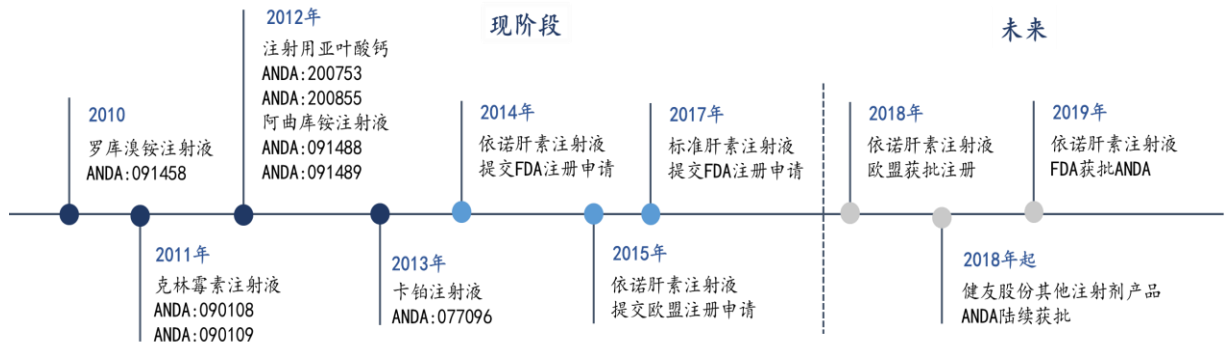 现阶段
未来
2010
罗库溴铵注射液
ANDA:091458
2011年
克林霉素注射液
ANDA:090108
ANDA:090109
2012年
注射用亚叶酸钙
ANDA:200753
ANDA:200855
阿曲库铵注射液
ANDA:091488
ANDA:091489
2013年
卡铂注射液
ANDA:077096
2014年
依诺肝素注射液
提交FDA注册申请
2015年
依诺肝素注射液
提交欧盟注册申请
2017年
标准肝素注射液
提交FDA注册申请
2018年
依诺肝素注射液
欧盟获批注册
2018年起
健友股份其他注射剂产品
ANDA陆续获批
2019年
依诺肝素注射液
FDA获批ANDA